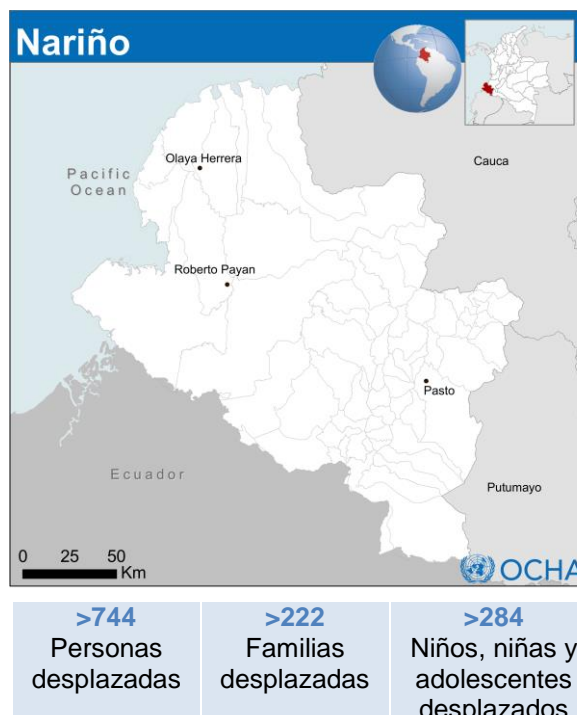 Nariño
Olaya Herrera
Cauca
Pacific
Ocean
Roberto Payan
Pasto
Ecuador
Putumayo
0 25 50
Km
OCHA
>744
Personas
desplazadas
>222
Familias
desplazadas
>284
Niños, niñas y
adolescentes
desplazados